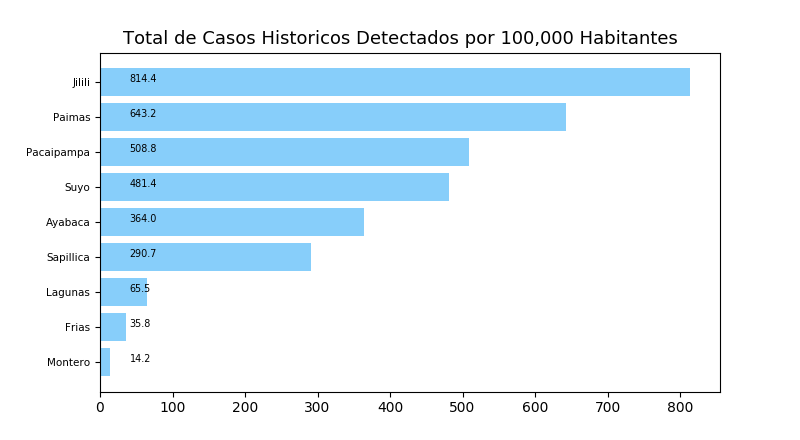 Total de Casos Historicos Detectados por 100,000 Habitantes
Jilili 814.4
Paimas 643.2
Pacaipampa 508.8
Suyo 481.4
Ayabaca 364.0
Sapillica 290.7
Lagunas 65.5
Frias 35.8
Montero 14.2
0 100 200 300 400 500 600 700 800